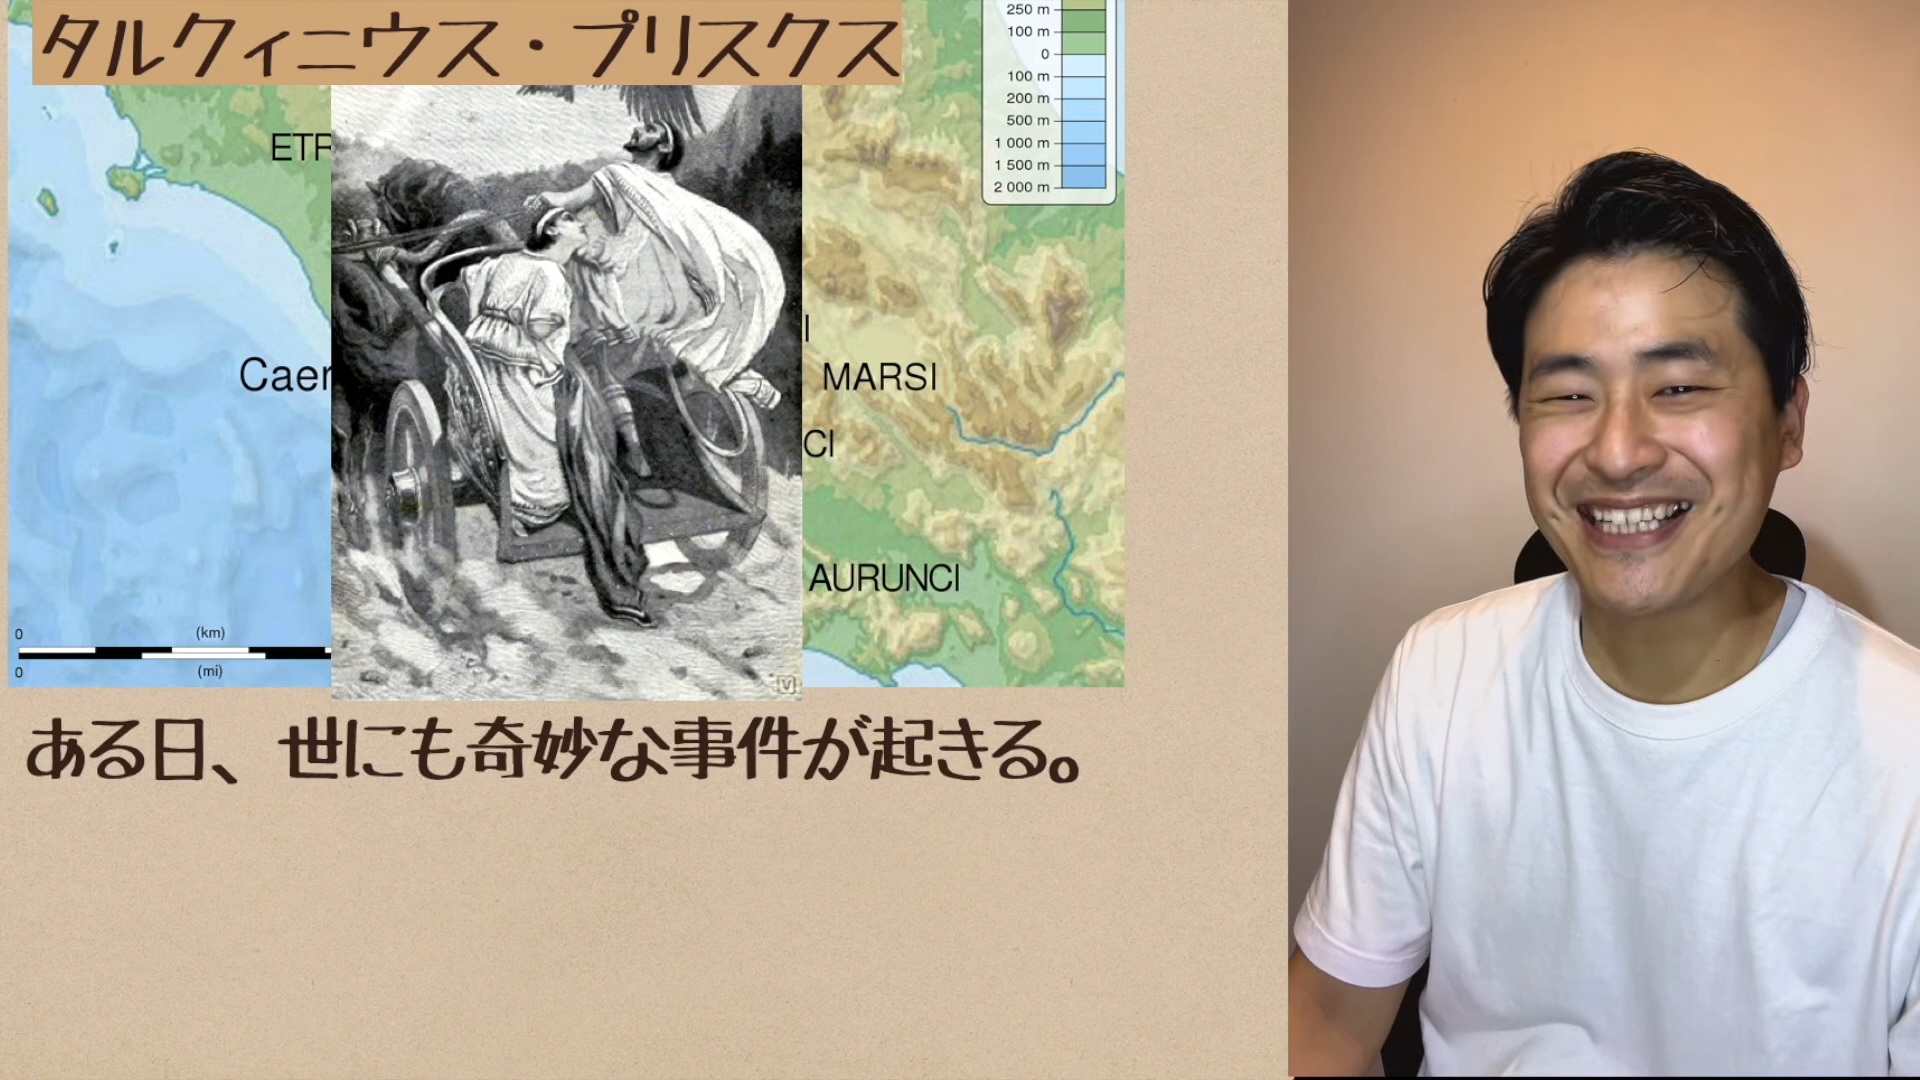 タルクィニウス・プリスクス
250 m
100 m
0
100 m
200 m
500 m
1 000 m
1 500 m
2 000 m
ETR
Caer
I
MARSI
CI
AURUNCI
0
(km)
0
(mi)
V
ある日、世にも奇妙な事件が起きる。